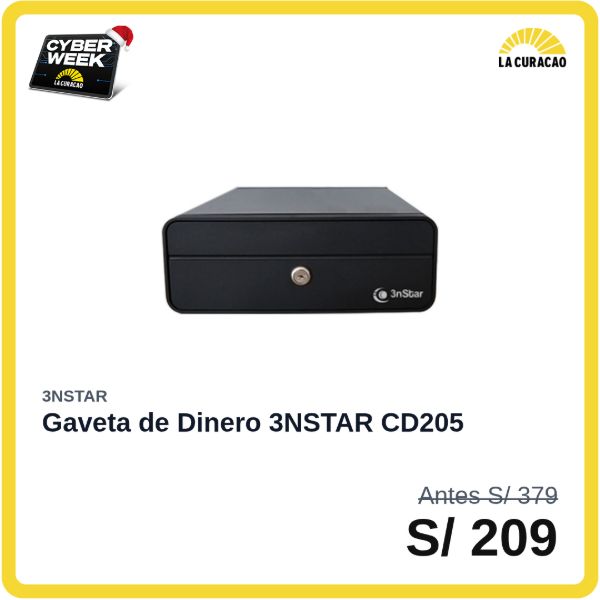 CYBER
WEEK
LA CURACAO
LA CURACAO
3nStar
3NSTAR
Gaveta de Dinero 3NSTAR CD205
Antes S/ 379
S/ 209